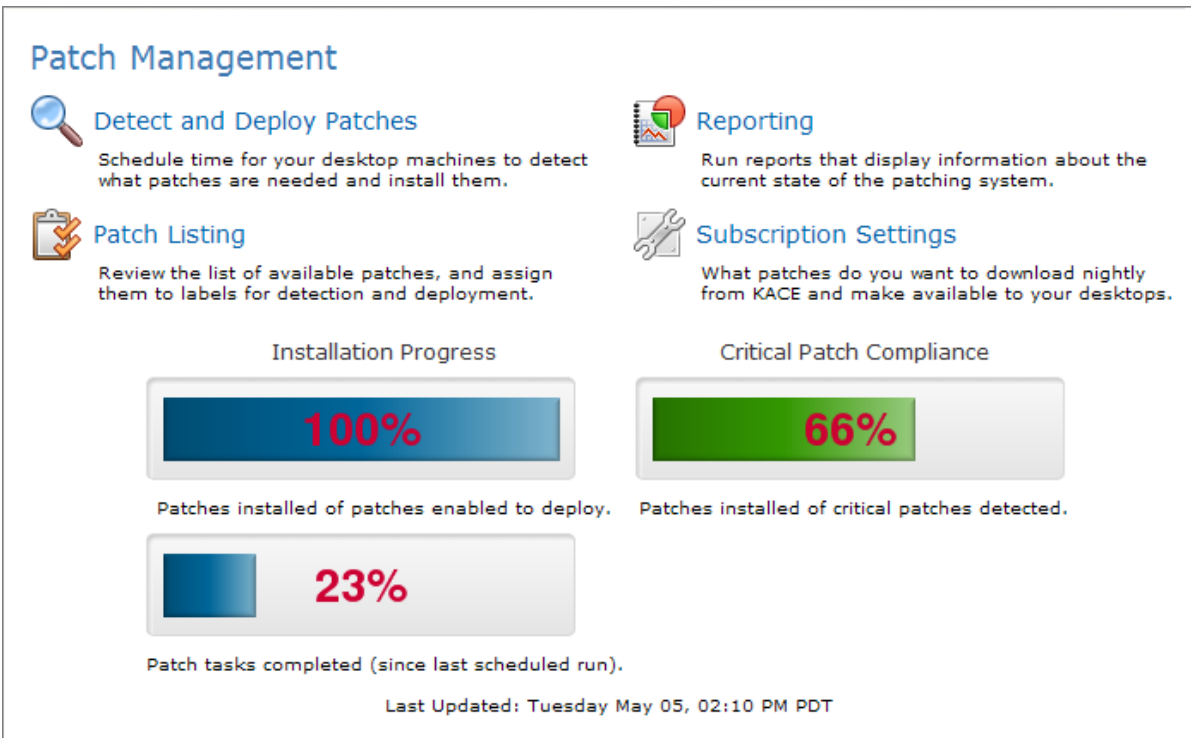 Patch Management
Detect and Deploy Patches
Schedule time for your desktop machines to detect
what patches are needed and install them.
Reporting
Run reports that display information about the
current state of the patching system.
Patch Listing
Review the list of available patches, and assign
them to labels for detection and deployment.
Subscription Settings
What patches do you want to download nightly
from KACE and make available to your desktops.
Installation Progress
100%
Patches installed of patches enabled to deploy.
23%
Patch tasks completed (since last scheduled run).
Critical Patch Compliance
66%
Patches installed of critical patches detected.
Last Updated: Tuesday May 05, 02:10 PM PDT